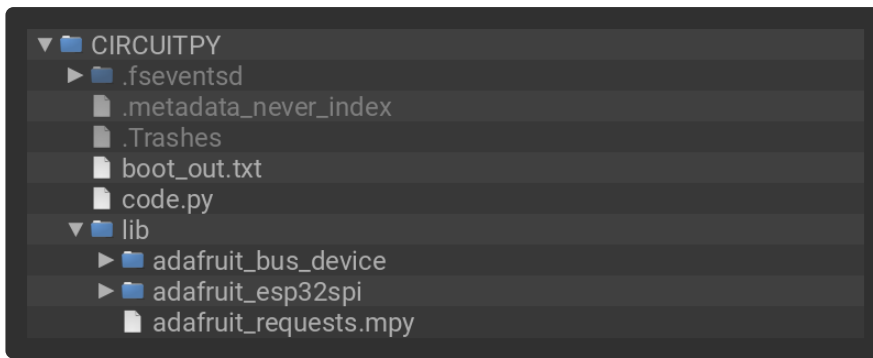 CIRCUITPY
.fseventsd
.metadata_never_index
.Trashes
boot_out.txt
code.py
lib
adafruit_bus_device
adafruit_esp32spi
adafruit_requests.mpy